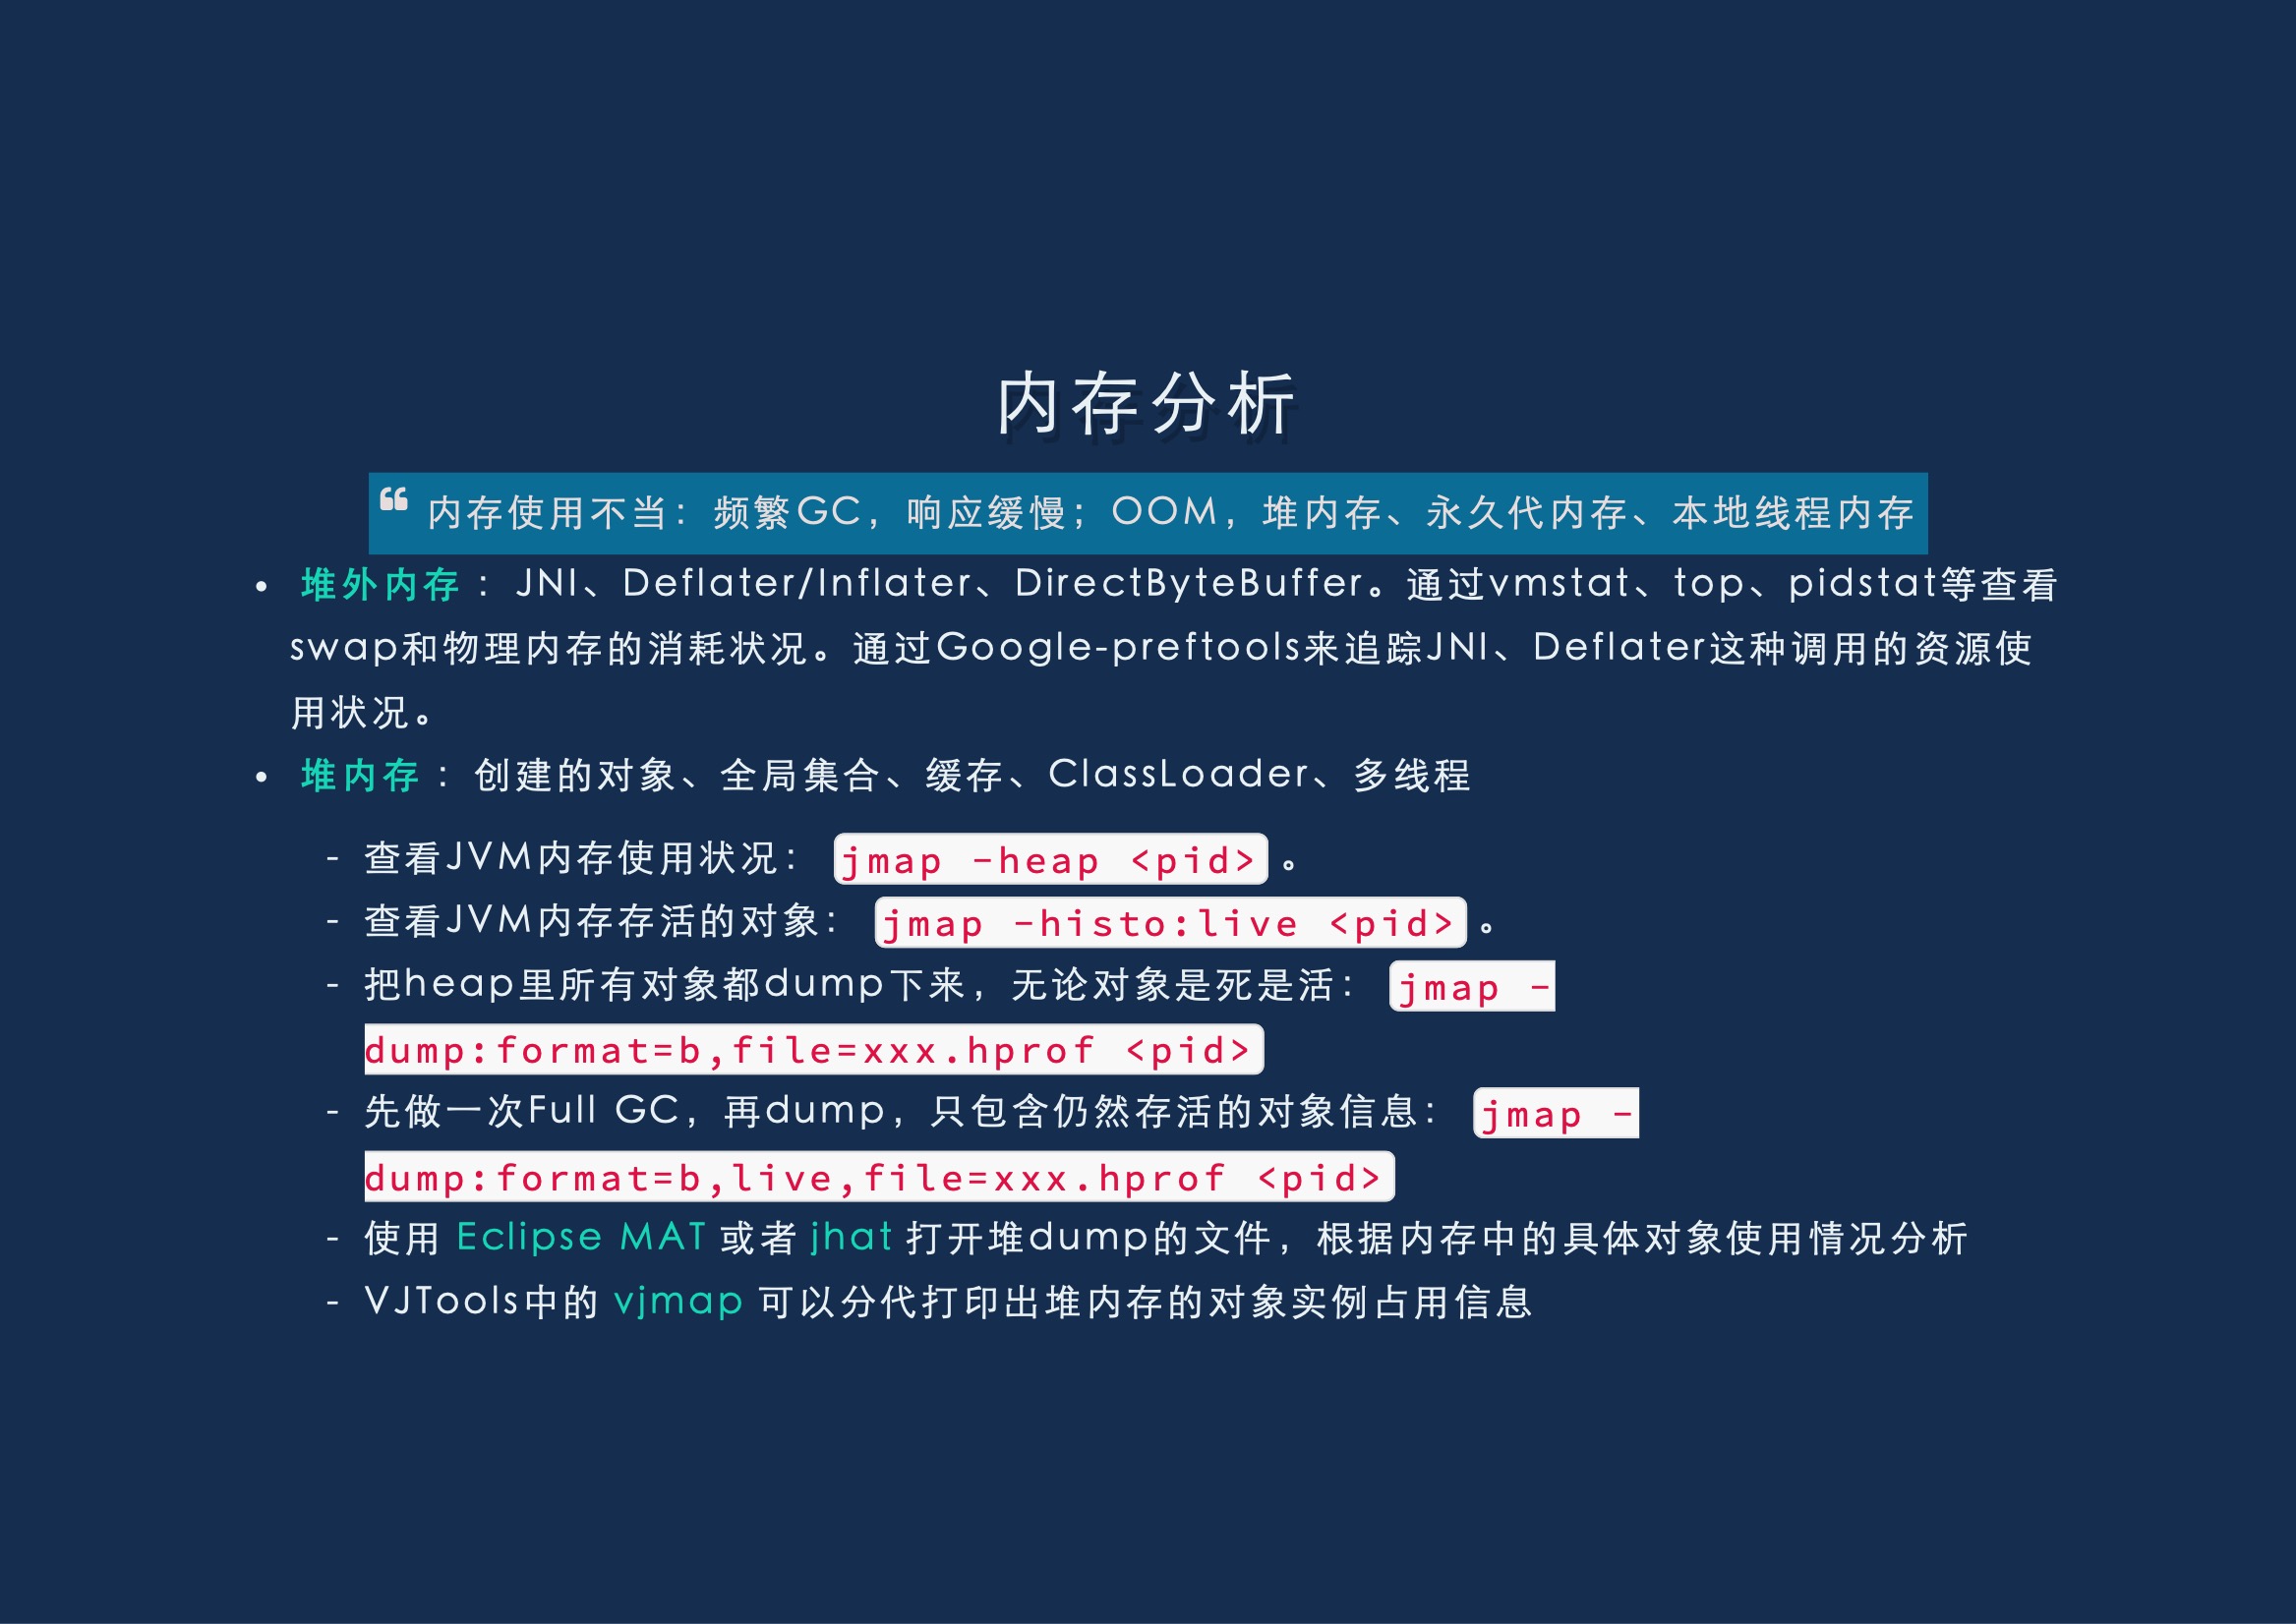 内存分析
❝ 内存使用不当：频繁GC，响应缓慢；OOM，堆内存、永久代内存、本地线程内存
• 堆外内存：JNI、Deflater/Inflater、DirectByteBuffer。通过vmstat、top、pidstat等查看
swap和物理内存的消耗状况。通过Google-preftools来追踪JNI、Deflater这种调用的资源使
用状况。
• 堆内存：创建的对象、全局集合、缓存、ClassLoader、多线程
- 查看JVM内存使用状况： jmap -heap <pid> 。
- 查看JVM内存存活的对象： jmap -histo:live <pid> 。
- 把heap里所有对象都dump下来，无论对象是死是活： jmap -
dump:format=b,file=xxx.hprof <pid>
- 先做一次Full GC，再dump，只包含仍然存活的对象信息： jmap -
dump:format=b,live,file=xxx.hprof <pid>
- 使用 Eclipse MAT 或者 jhat 打开堆dump的文件，根据内存中的具体对象使用情况分析
- VJTools中的 vjmap 可以分代打印出堆内存的对象实例占用信息